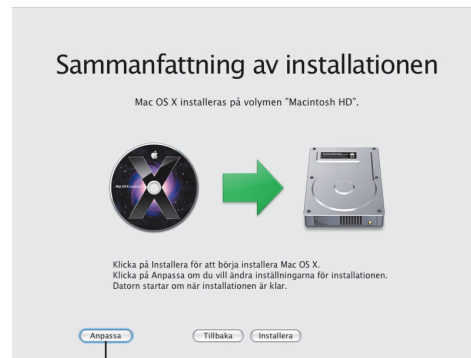 Sammanfattning av installationen
Mac OS X installeras på volymen "Macintosh HD".
Klicka på Installera för att börja installera Mac OS X.
Klicka på Anpassa om du vill ändra inställningarna för installationen.
Datorn startar om när installationen är klar.
Anpassa
Tillbaka
Installera